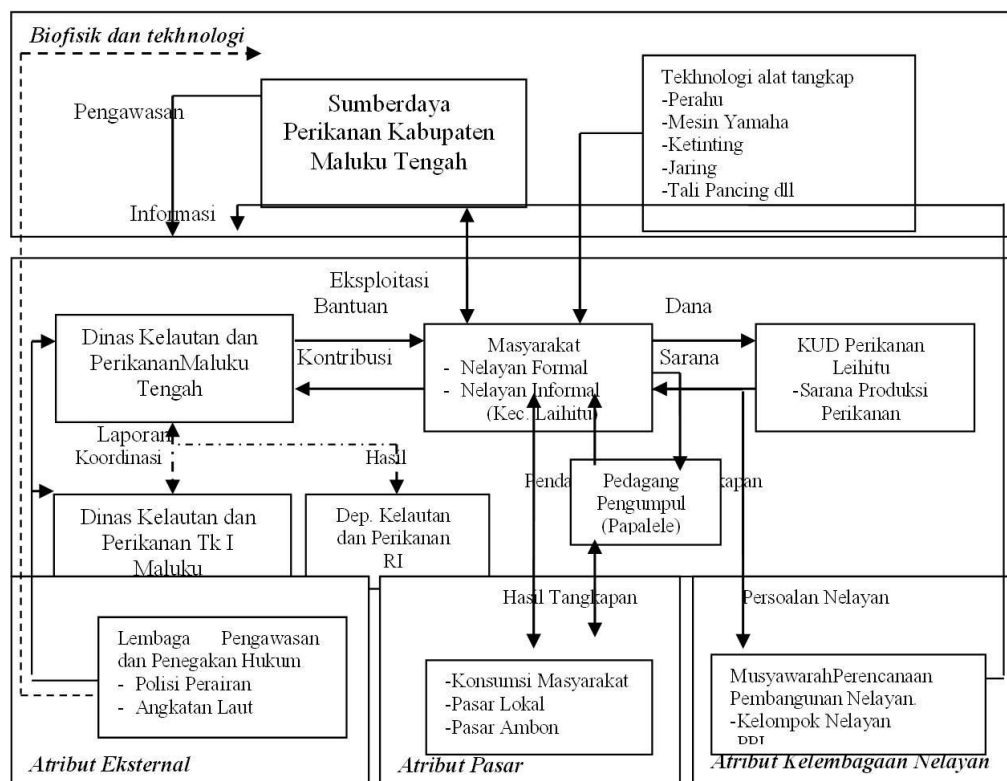 Biofisik dan tekhnologi
Pengawasan
Sumberdaya
Perikanan Kabupaten
Maluku Tengah
Tekhnologi alat tangkap
-Perahu
-Mesin Yamaha
-Ketinting
-Jaring
-Tali Pancing dll
Informasi
Eksploitasi
Bantuan
Dana
Dinas Kelautan dan
PerikananMaluku
Tengah
Kontribusi
Masyarakat
- Nelayan Formal
- Nelayan Informal
(Kec. Laihitu)
Sarana
KUD Perikanan
Leihitu
-Sarana Produksi
Perikanan
Laporan
Koordinasi
Hasil
Pedagang
Pengumpul
(Papalele)
Dinas Kelautan dan
Perikanan Tk I
Maluku
Dep. Kelautan
dan Perikanan
RI
Hasil Tangkapan
Persoalan Nelayan
Lembaga Pengawasan
dan Penegakan Hukum
- Polisi Perairan
- Angkatan Laut
-Konsumsi Masyarakat
-Pasar Lokal
-Pasar Ambon
MusyawarahPerencanaan
Pembangunan Nelayan.
-Kelompok Nelayan
Atribut Eksternal
Atribut Pasar
Atribut Kelembagaan Nelayan